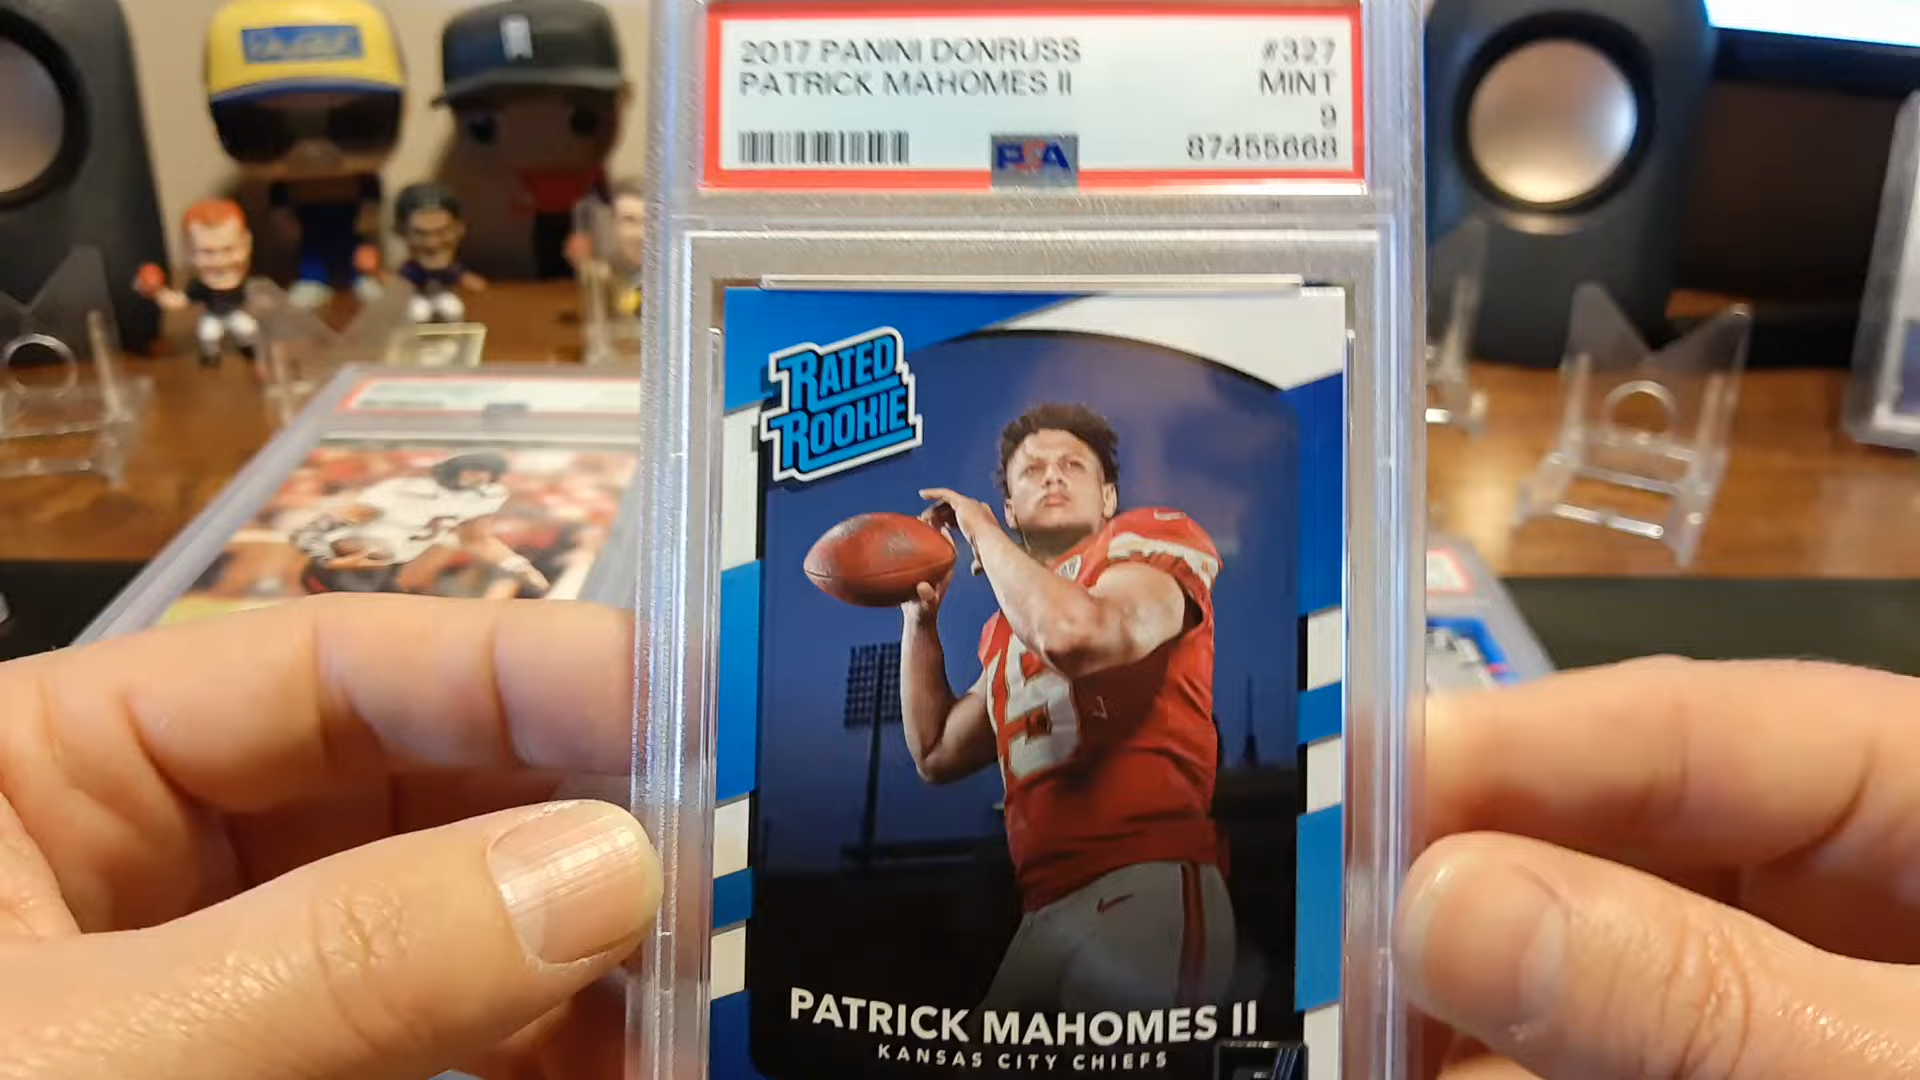 2017 PANINI DONRUSS #327
PATRICK MAHOMES II MINT
9
PSA 87455668
RATED
ROOKIE
15
PATRICK MAHOMES II
KANSAS CITY CHIEFS